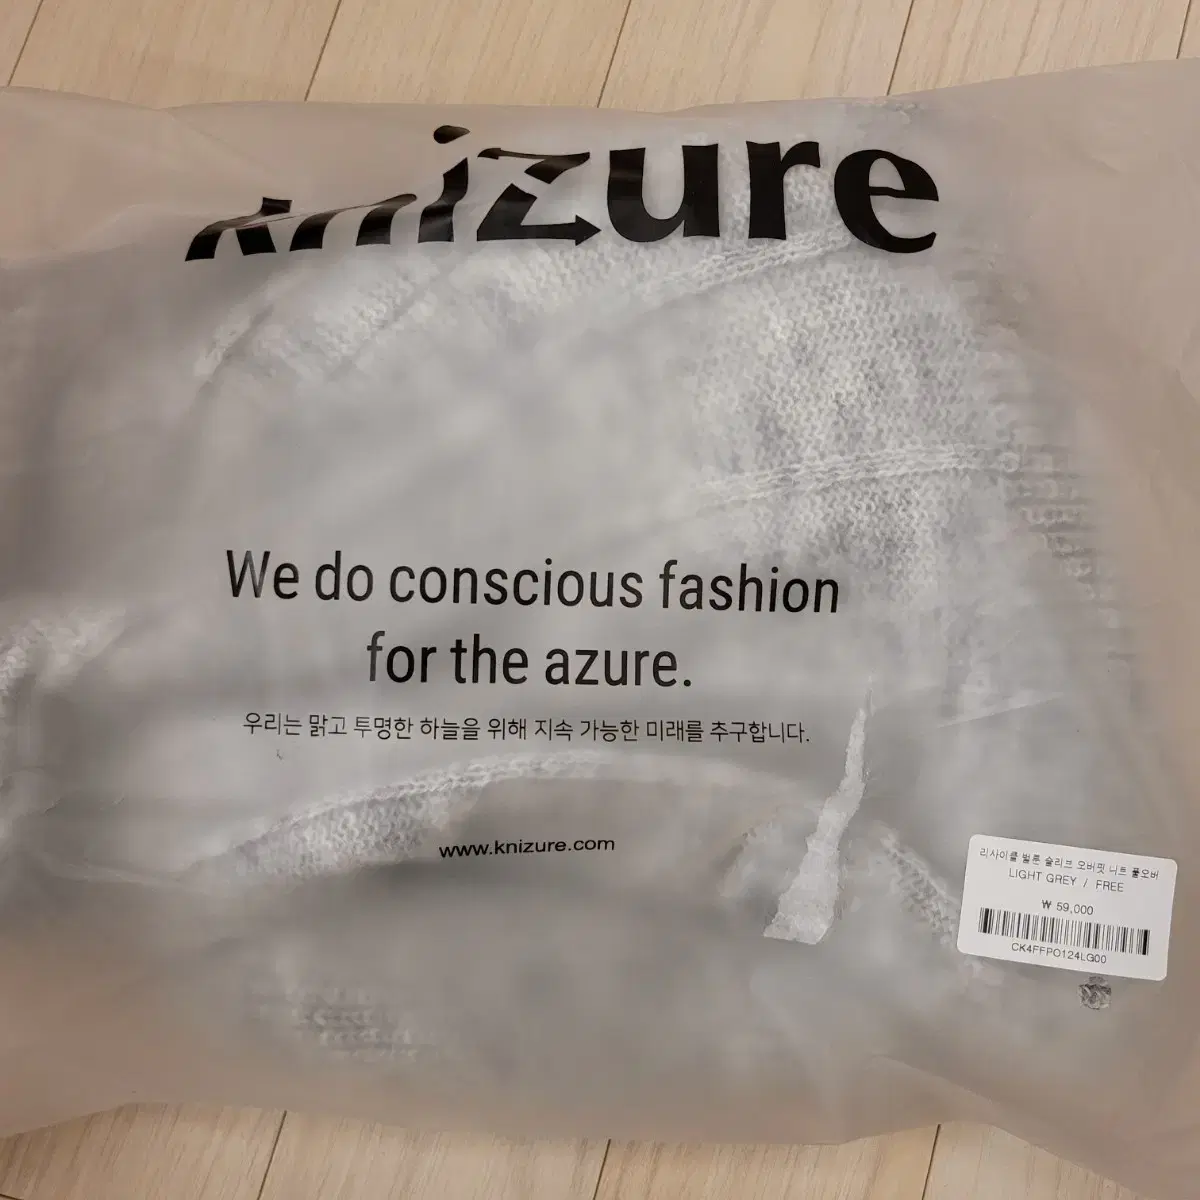 knizure
We do conscious fashion
for the azure.
우리는 맑고 투명한 하늘을 위해 지속 가능한 미래를 추구합니다.
www.knizure.com
리사이클 벌룬 슬리브 오버핏 니트 풀오버
LIGHT GREY / FREE
₩ 59,000
CK4FFPO124LG00